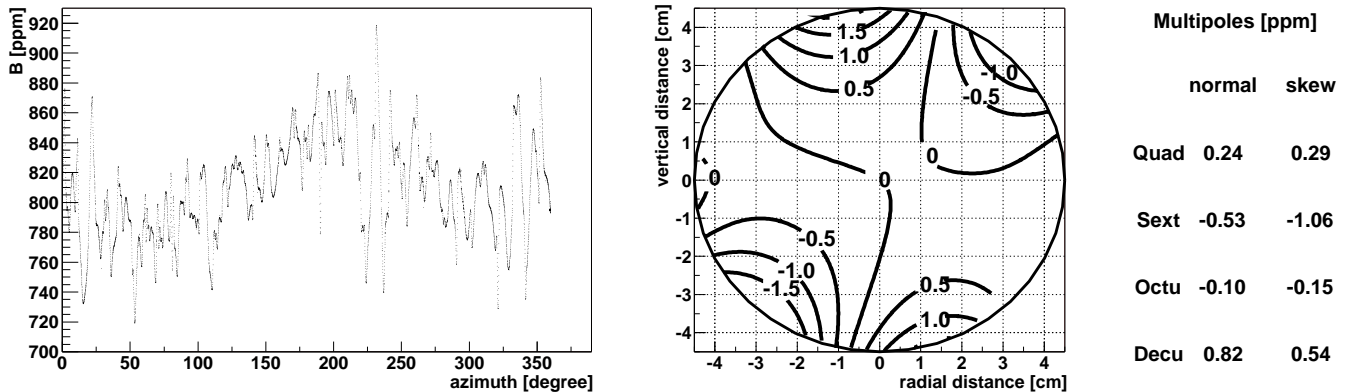 B [ppm]
920
900
880
860
840
820
800
780
760
740
720
700
0 50 100 150 200 250 300 350
azimuth [degree]
vertical distance [cm]
4
3
2
1
0
-1
-2
-3
-4
-4 -3 -2 -1 0 1 2 3 4
radial distance [cm]
1.5
1.0
0.5
-1.0
-0.5
0
0
0
-0.5
-1.0
-1.5
0.5
1.0
Multipoles [ppm]
normal skew
Quad 0.24 0.29
Sext -0.53 -1.06
Octu -0.10 -0.15
Decu 0.82 0.54